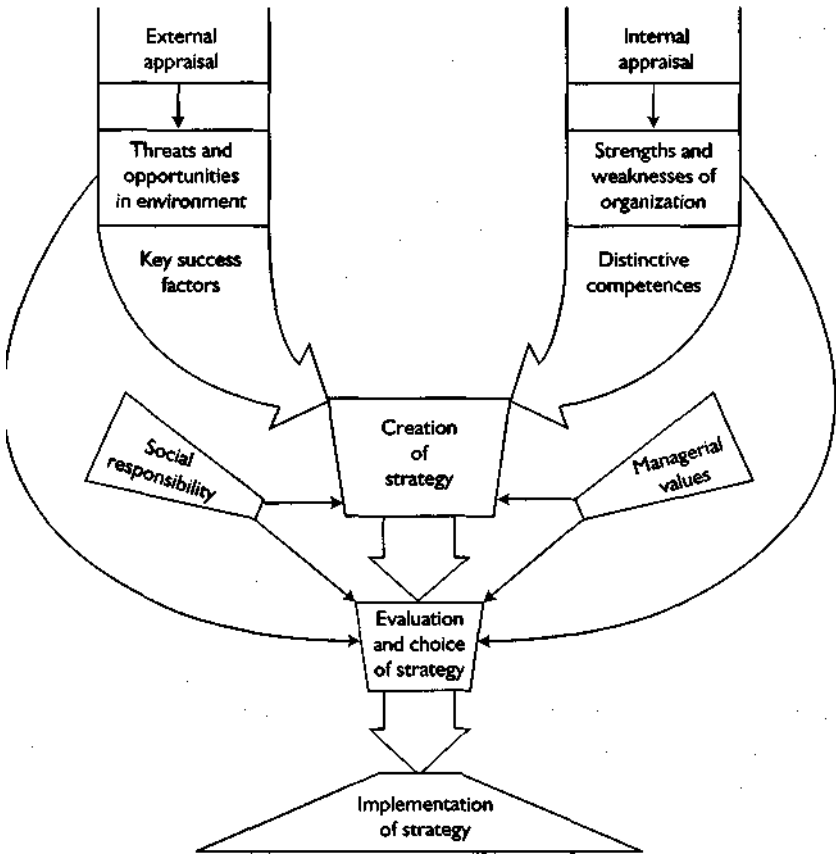 External
appraisal
Internal
appraisal
Threats and
opportunities
in environment
Strengths and
weaknesses of
organization
Key success
factors
Distinctive
competences
Creation
of
strategy
Social
responsibility
Managerial
values
Evaluation
and choice
of strategy
Implementation
of strategy